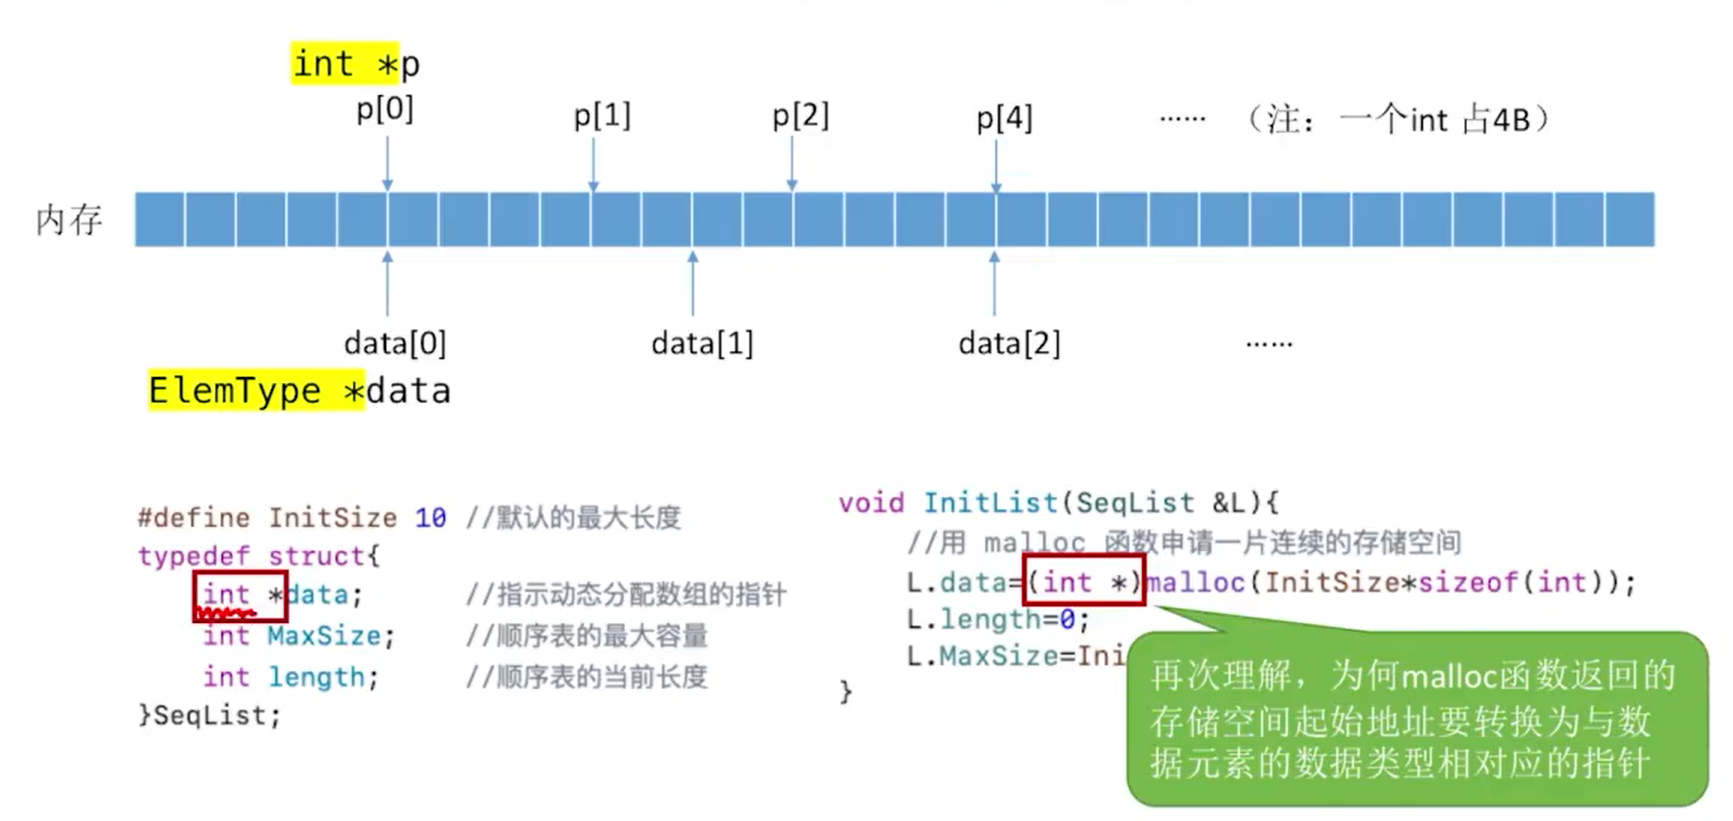 int *p
p[0]
p[1]
p[2]
p[4]
…… （注：一个int 占4B）
内存
data[0]
data[1]
data[2]
……
ElemType *data
#define InitSize 10 //默认的最大长度
typedef struct{
int *data; //指示动态分配数组的指针
int MaxSize; //顺序表的最大容量
int length; //顺序表的当前长度
}SeqList;
void InitList(SeqList &L){
//用 malloc 函数申请一片连续的存储空间
L.data=(int *)malloc(InitSize*sizeof(int));
L.length=0;
L.MaxSize=Ini
}
再次理解，为何malloc函数返回的
存储空间起始地址要转换为与数
据元素的数据类型相对应的指针